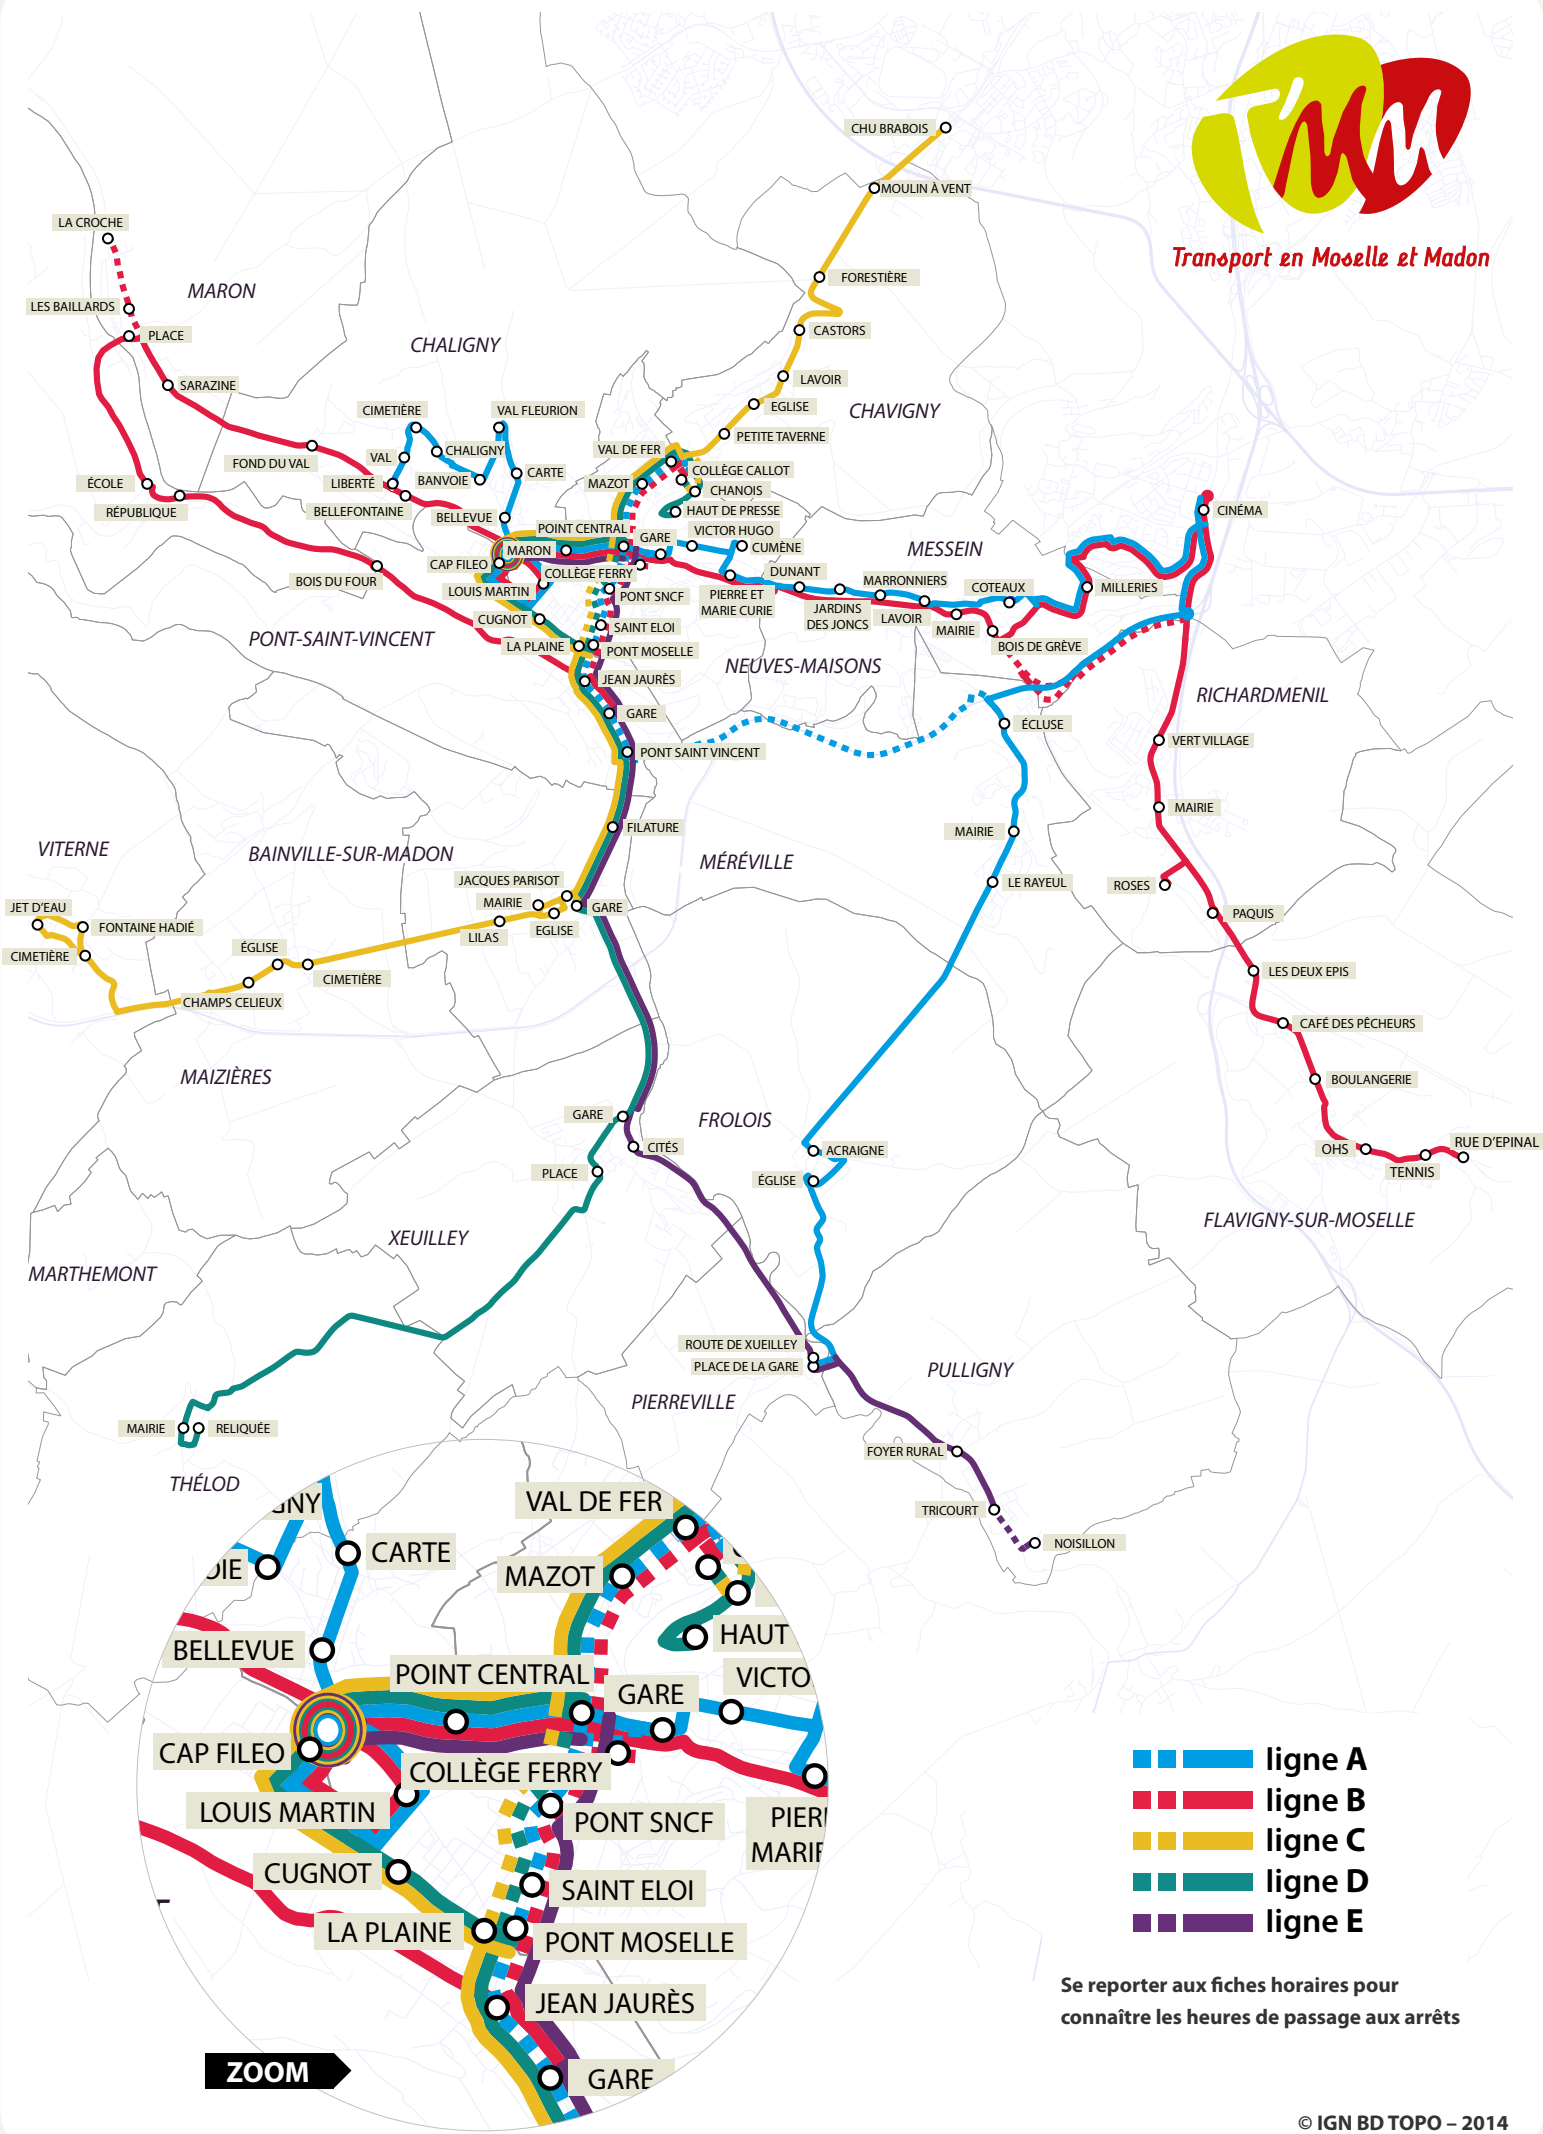 T'MM
Transport en Moselle et Madon
CHU BRABOIS
MOULIN À VENT
FORESTIÈRE
CASTORS
LAVOIR
EGLISE
PETITE TAVERNE
CHAVIGNY
LA CROCHE
LES BAILLARDS
MARON
PLACE
SARAZINE
CHALIGNY
FOND DU VAL
ÉCOLE
RÉPUBLIQUE
CIMETIÈRE
VAL FLEURION
VAL
CHALIGNY
LIBERTÉ
BANVOIE
CARTE
BELLEFONTAINE
BELLEVUE
VAL DE FER
MAZOT
COLLÈGE CALLOT
CHANOIS
HAUT DE PRESSE
POINT CENTRAL
GARE
VICTOR HUGO
CUMÈNE
MARON
CAP FILEO
COLLÈGE FERRY
LOUIS MARTIN
BOIS DU FOUR
PONT SNCF
CUGNOT
SAINT ELOI
LA PLAINE
PONT MOSELLE
JEAN JAURÈS
GARE
PONT SAINT VINCENT
PONT-SAINT-VINCENT
NEUVES-MAISONS
MESSEIN
DUNANT
PIERRE ET
MARIE CURIE
MARRONNIERS
JARDINS
DES JONCS
LAVOIR
COTEAUX
MAIRIE
BOIS DE GRÈVE
MILLERIES
CINÉMA
RICHARDMENIL
ÉCLUSE
VERT VILLAGE
MAIRIE
MAIRIE
LE RAYEUL
ROSES
PAQUIS
LES DEUX EPIS
CAFÉ DES PÊCHEURS
BOULANGERIE
OHS
TENNIS
RUE D'EPINAL
FLAVIGNY-SUR-MOSELLE
FILATURE
MÉRÉVILLE
VITERNE
BAINVILLE-SUR-MADON
JACQUES PARISOT
MAIRIE
GARE
EGLISE
LILAS
JET D'EAU
FONTAINE HADIÉ
CIMETIÈRE
ÉGLISE
CIMETIÈRE
CHAMPS CELIEUX
MAIZIÈRES
GARE
CITÉS
PLACE
FROLOIS
ACRAIGNE
ÉGLISE
XEUILLEY
MARTHEMONT
ROUTE DE XUEILLEY
PLACE DE LA GARE
PULLIGNY
PIERREVILLE
MAIRIE
RELIQUÉE
THÉLOD
FOYER RURAL
TRICOURT
NOISILLON
GNY
OIE
CARTE
VAL DE FER
MAZOT
HAUT
BELLEVUE
POINT CENTRAL
GARE
VICTO
CAP FILEO
COLLÈGE FERRY
LOUIS MARTIN
PONT SNCF
PIER
MARIE
CUGNOT
SAINT ELOI
LA PLAINE
PONT MOSELLE
JEAN JAURÈS
GARE
ZOOM
ligne A
ligne B
ligne C
ligne D
ligne E
Se reporter aux fiches horaires pour
connaître les heures de passage aux arrêts
© IGN BD TOPO – 2014